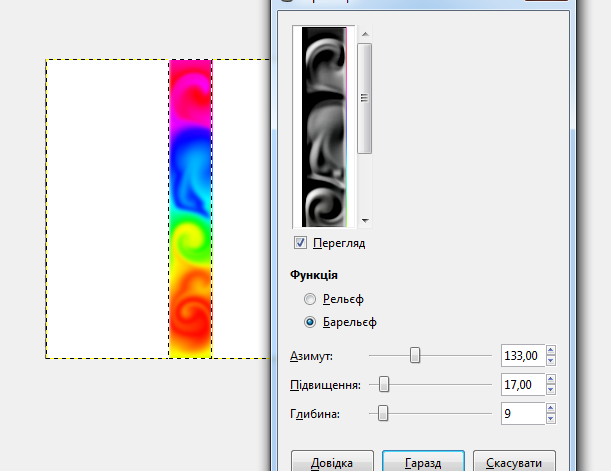 Перегляд
Функція
Рельєф
Барельєф
Азимут: 133,00
Підвищення: 17,00
Глибина: 9
Довідка Гаразд Скасувати